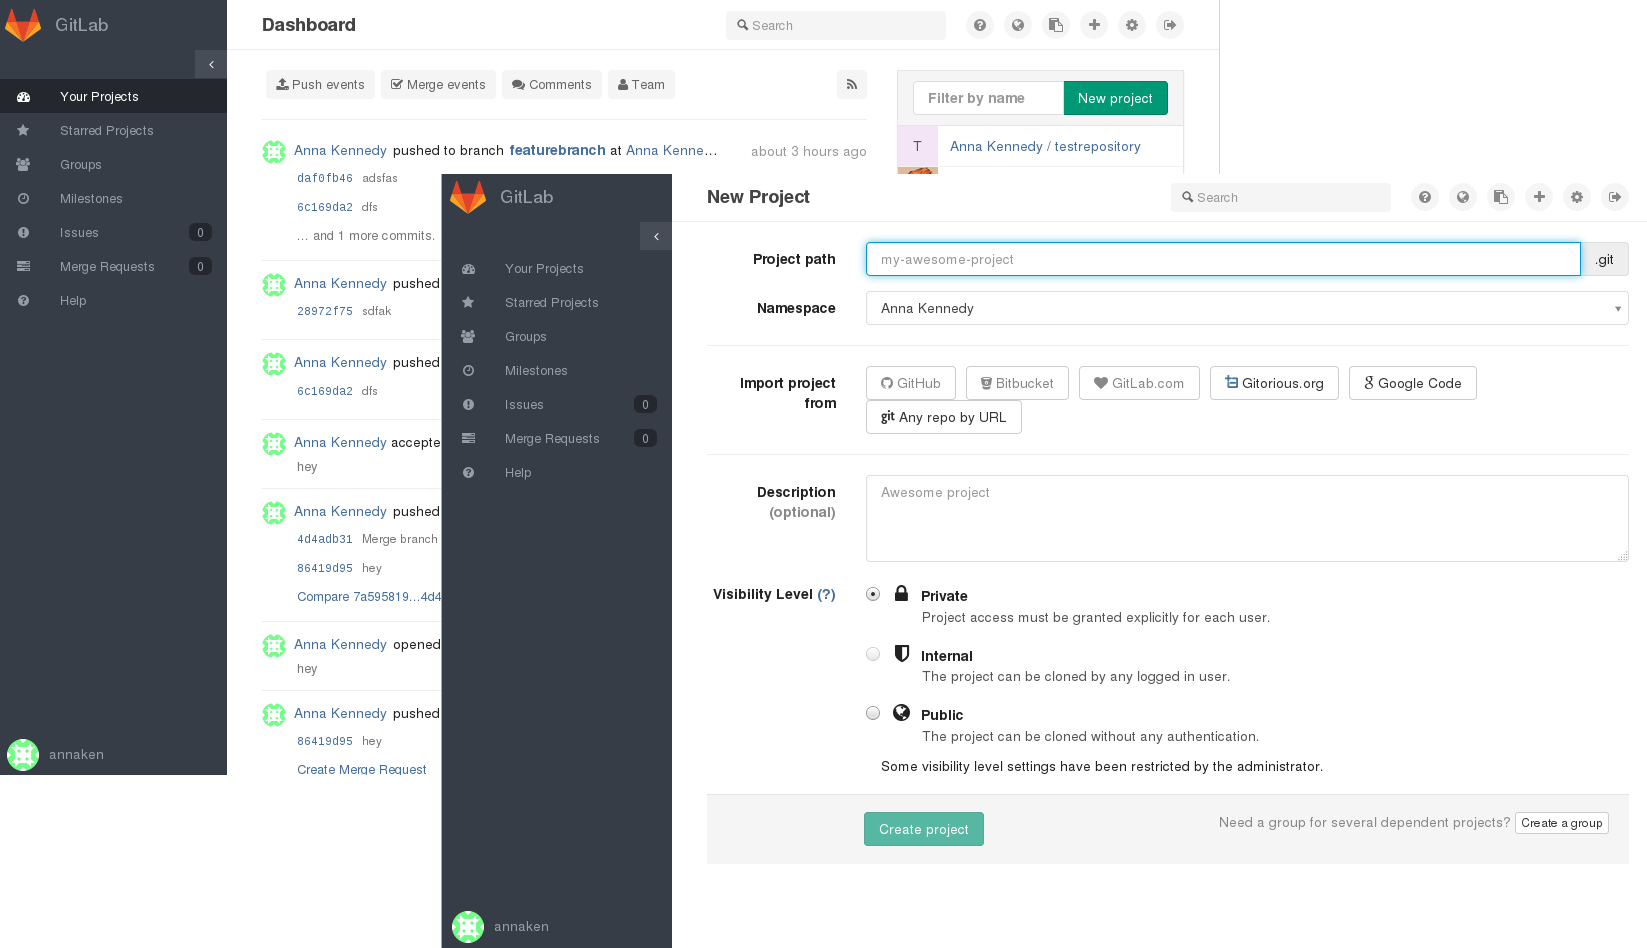 GitLab
Your Projects
Starred Projects
Groups
Milestones
Issues 0
Merge Requests 0
Help
annaken
Dashboard
Search
Push events
Merge events
Comments
Team
Anna Kennedy pushed to branch featurebranch at Anna Kenne... about 3 hours ago
daf0fb46 adsfas
6c169da2 dfs
... and 1 more commits.
Anna Kennedy pushed
28972f75 sdfak
Anna Kennedy pushed
6c169da2 dfs
Anna Kennedy accepte
hey
Anna Kennedy pushed
4d4adb31 Merge branch
86419d95 hey
Compare 7a595819...4d4
Anna Kennedy opened
hey
Anna Kennedy pushed
86419d95 hey
Create Merge Request
Filter by name
New project
T Anna Kennedy / testrepository
GitLab
Your Projects
Starred Projects
Groups
Milestones
Issues 0
Merge Requests 0
Help
annaken
New Project
Search
Project path
my-awesome-project
.git
Namespace
Anna Kennedy
Import project
from
GitHub
Bitbucket
GitLab.com
Gitorious.org
Google Code
git Any repo by URL
Description
(optional)
Awesome project
Visibility Level (?)
Private
Project access must be granted explicitly for each user.
Internal
The project can be cloned by any logged in user.
Public
The project can be cloned without any authentication.
Some visibility level settings have been restricted by the administrator.
Create project
Need a group for several dependent projects? Create a group